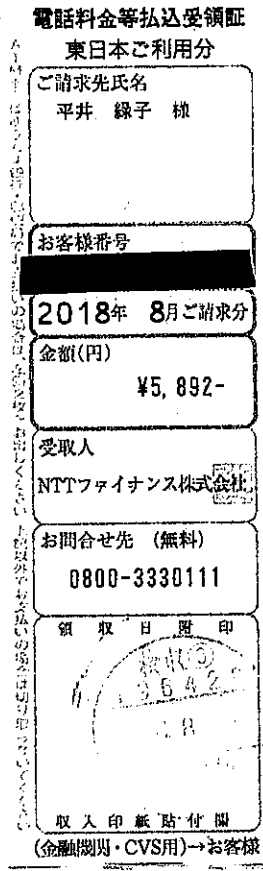 電話料金等払込受領証
東日本ご利用分
ご請求先氏名
平井 緑子 様
お客様番号
2018年 8月ご請求分
金額(円)
¥5,892-
受取人
NTTファイナンス株式会社
お問合せ先 (無料)
0800-3330111
領収日附印
収入印紙貼付欄
(金融機関・CVS用)→お客様